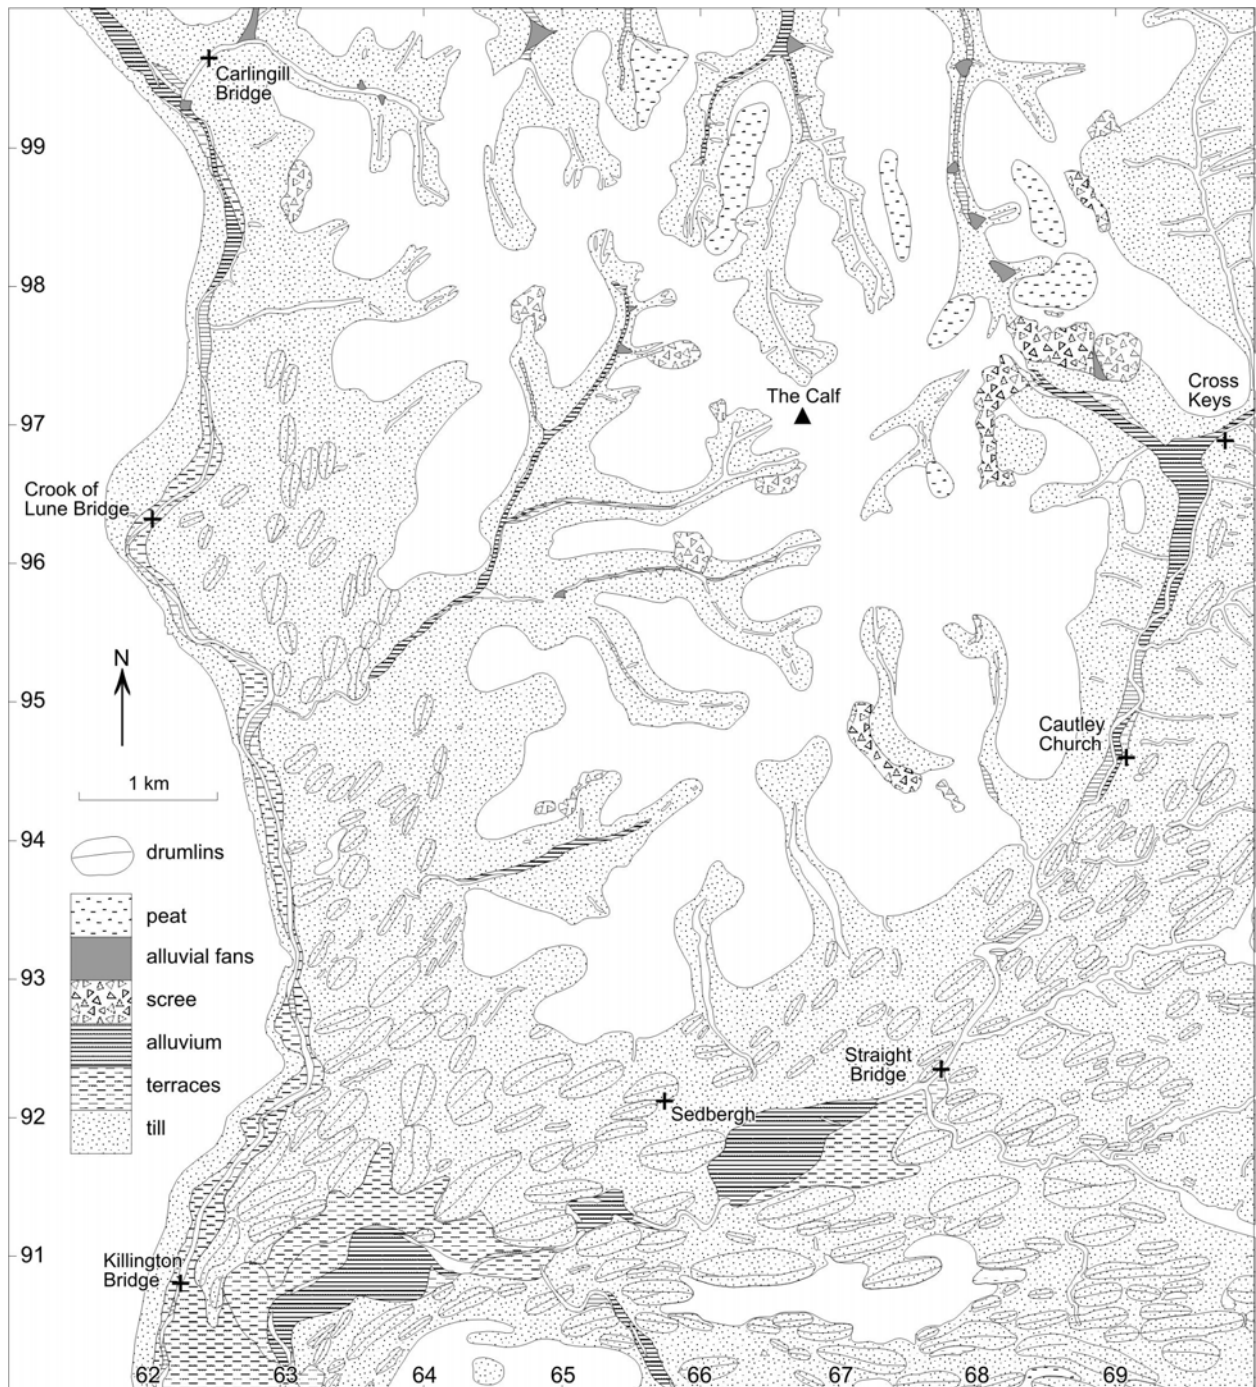 Carlingill
Bridge
99
98
The Calf
Cross
Keys
97
Crook of
Lune Bridge
96
N
95
Cautley
Church
1 km
94
drumlins
peat
alluvial fans
93
scree
alluvium
Straight
Bridge
terraces
92
Sedbergh
till
91
Killington
Bridge
62 63 64 65 66 67 68 69